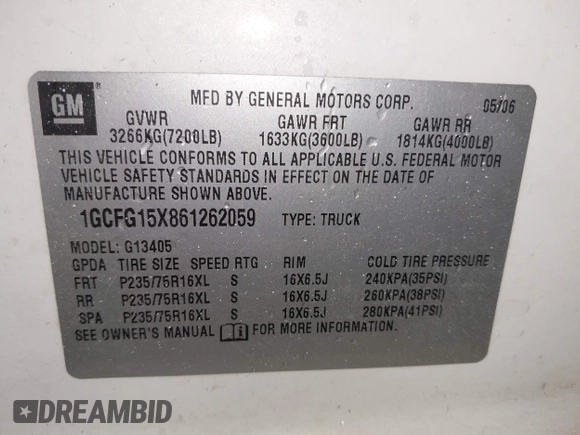 GM
MFD BY GENERAL MOTORS CORP. 05/06
GVWR GAWR FRT GAWR RR
3266KG(7200LB) 1633KG(3600LB) 1814KG(4000LB)
THIS VEHICLE CONFORMS TO ALL APPLICABLE U.S. FEDERAL MOTOR
VEHICLE SAFETY STANDARDS IN EFFECT ON THE DATE OF
MANUFACTURE SHOWN ABOVE.
1GCFG15X861262059 TYPE: TRUCK
MODEL: G13405
GPDA TIRE SIZE SPEED RTG RIM COLD TIRE PRESSURE
FRT P235/75R16XL S 16X6.5J 240KPA(35PSI)
RR P235/75R16XL S 16X6.5J 260KPA(38PSI)
SPA P235/75R16XL S 16X6.5J 280KPA(41PSI)
SEE OWNER'S MANUAL FOR MORE INFORMATION.
DREAMBID